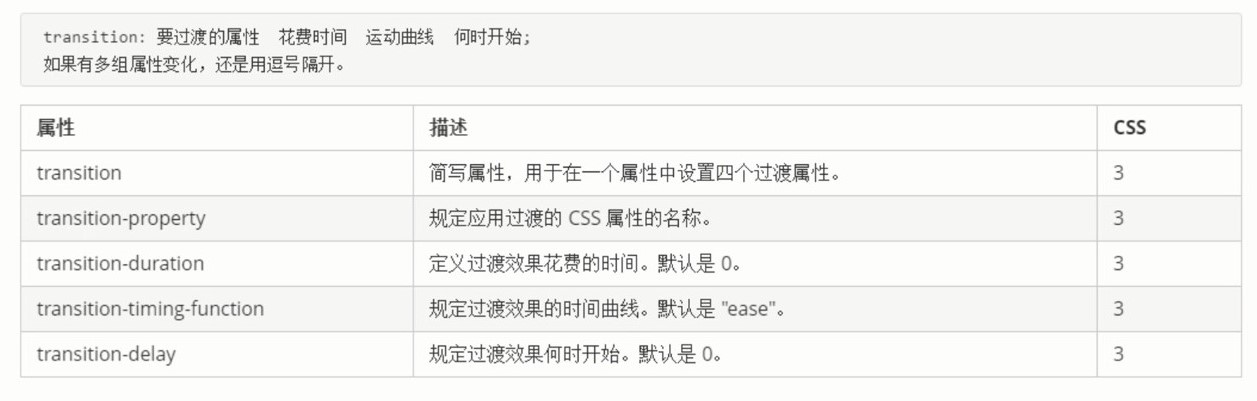 transition: 要过渡的属性 花费时间 运动曲线 何时开始;
如果有多组属性变化，还是用逗号隔开。
属性 描述 CSS
transition 简写属性，用于在一个属性中设置四个过渡属性。 3
transition-property 规定应用过渡的 CSS 属性的名称。 3
transition-duration 定义过渡效果花费的时间。默认是 0。 3
transition-timing-function 规定过渡效果的时间曲线。默认是 "ease"。 3
transition-delay 规定过渡效果何时开始。默认是 0。 3